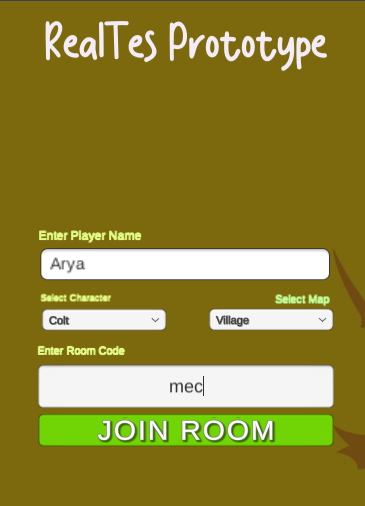 RealTes Prototype
Enter Player Name
Arya
Select Character
Select Map
Colt
Village
Enter Room Code
mec
JOIN ROOM